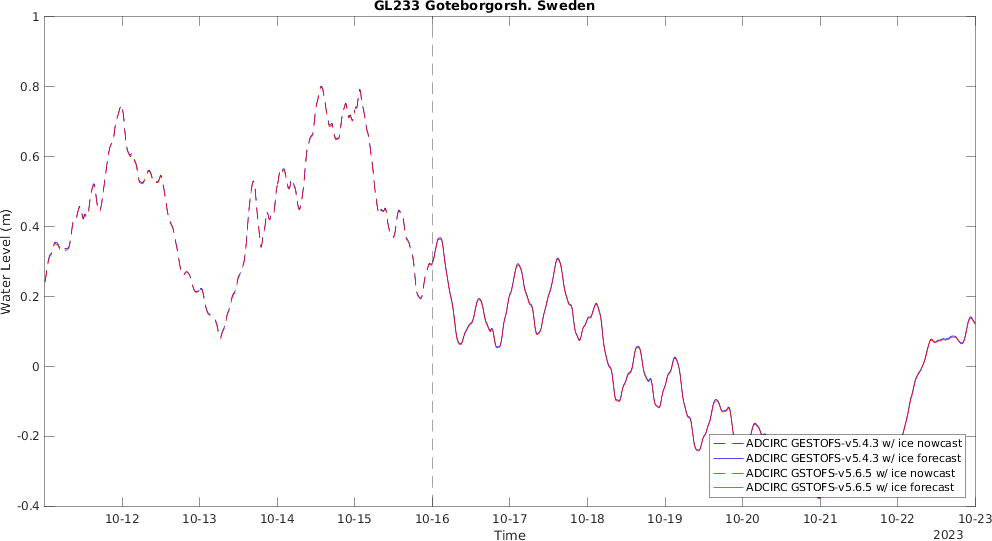 GL233 Goteborgorsh. Sweden
1
0.8
0.6
0.4
0.2
0
-0.2
-0.4
Water Level (m)
ADCIRC GESTOFS-v5.4.3 w/ ice nowcast
ADCIRC GESTOFS-v5.4.3 w/ ice forecast
ADCIRC GSTOFS-v5.6.5 w/ ice nowcast
ADCIRC GSTOFS-v5.6.5 w/ ice forecast
10-12 10-13 10-14 10-15 10-16 10-17 10-18 10-19 10-20 10-21 10-22 10-23
Time
2023